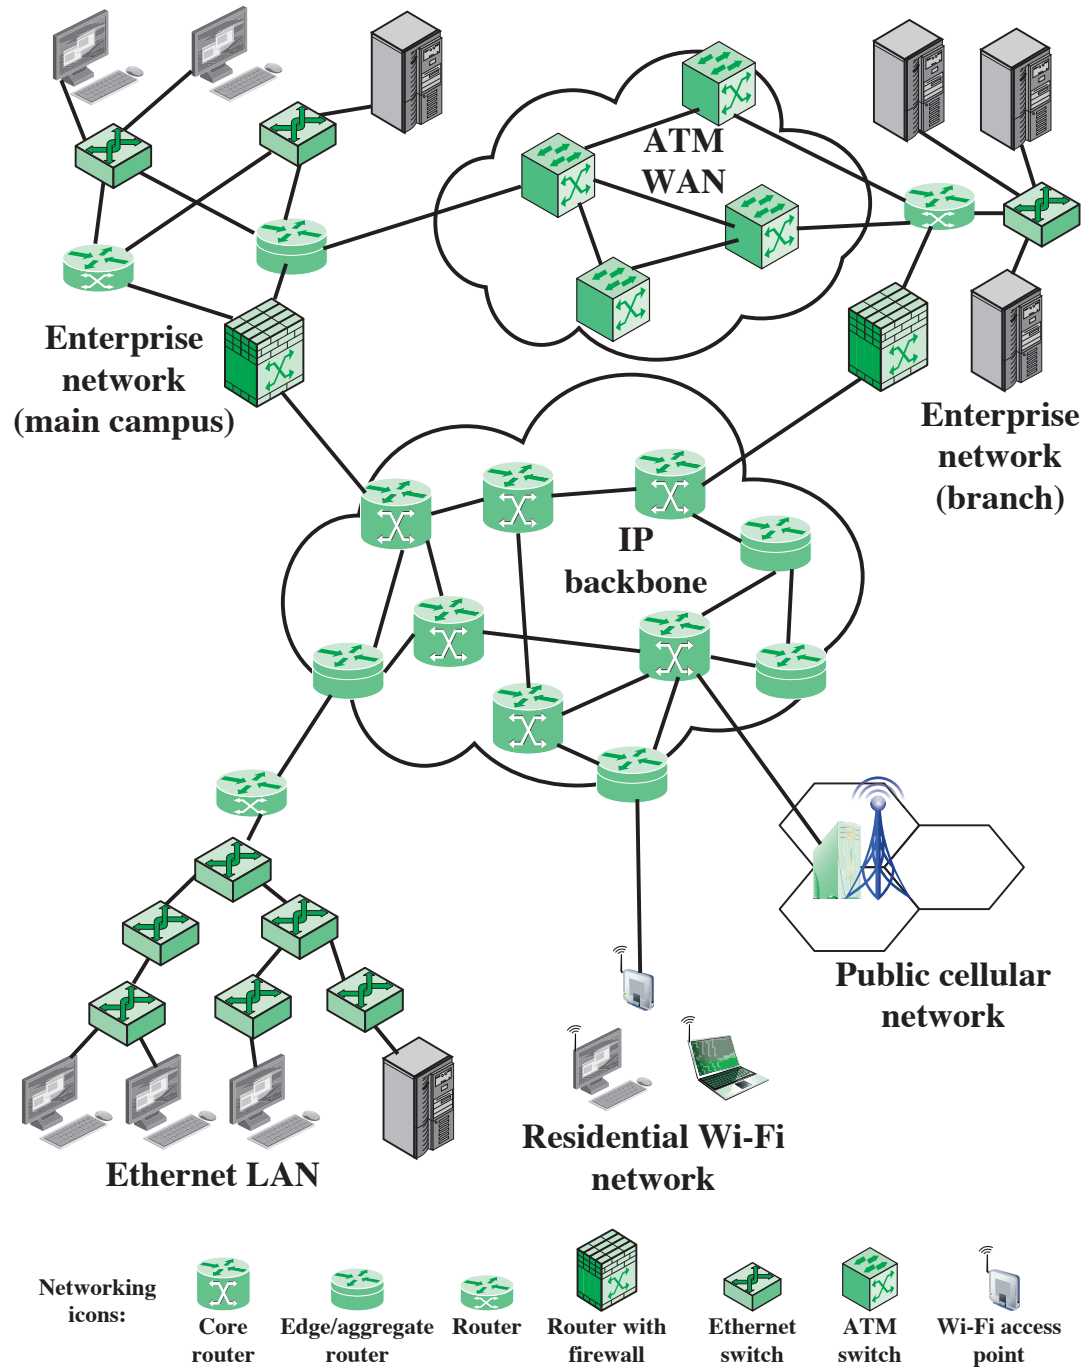 ATM
WAN
Enterprise
network
(main campus)
Enterprise
network
(branch)
IP
backbone
Public cellular
network
Ethernet LAN
Residential Wi-Fi
network
Networking
icons:
Core
router
Edge/aggregate
router
Router
Router with
firewall
Ethernet
switch
ATM
switch
Wi-Fi access
point